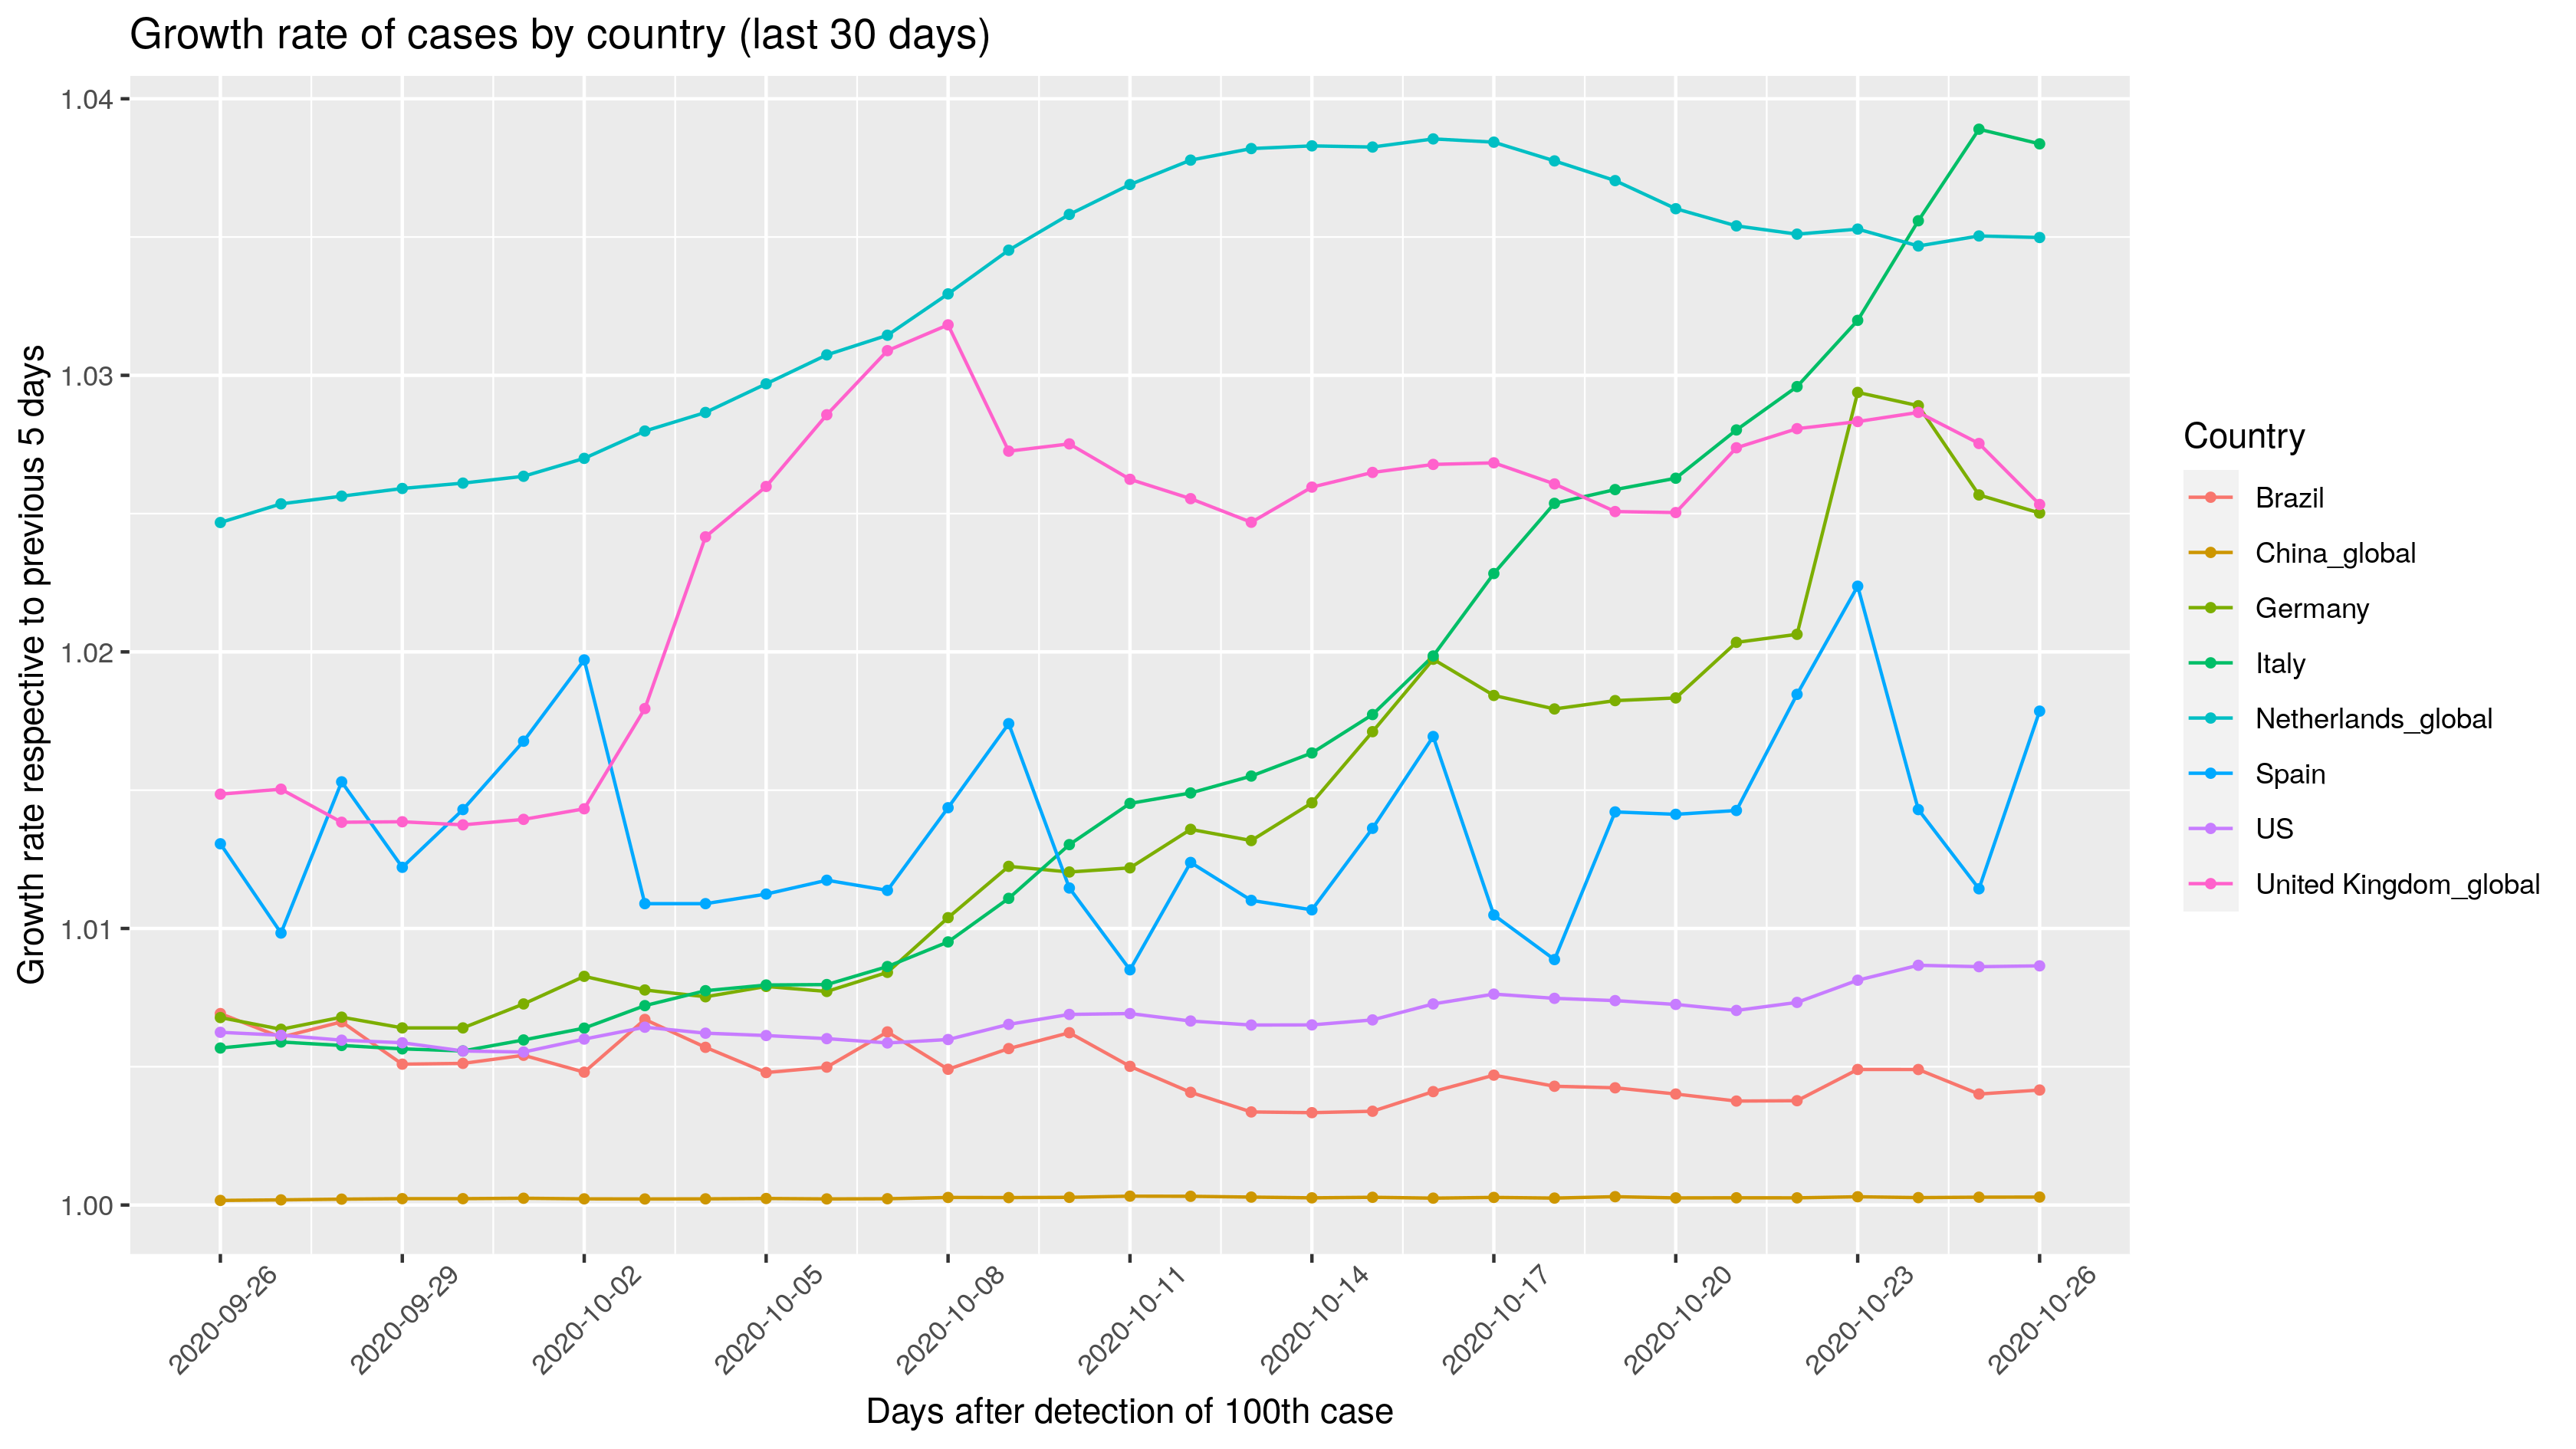 Growth rate of cases by country (last 30 days)
Growth rate respective to previous 5 days
1.04
1.03
1.02
1.01
1.00
2020-09-26
2020-09-29
2020-10-02
2020-10-05
2020-10-08
2020-10-11
2020-10-14
2020-10-17
2020-10-20
2020-10-23
2020-10-26
Days after detection of 100th case
Country
Brazil
China_global
Germany
Italy
Netherlands_global
Spain
US
United Kingdom_global